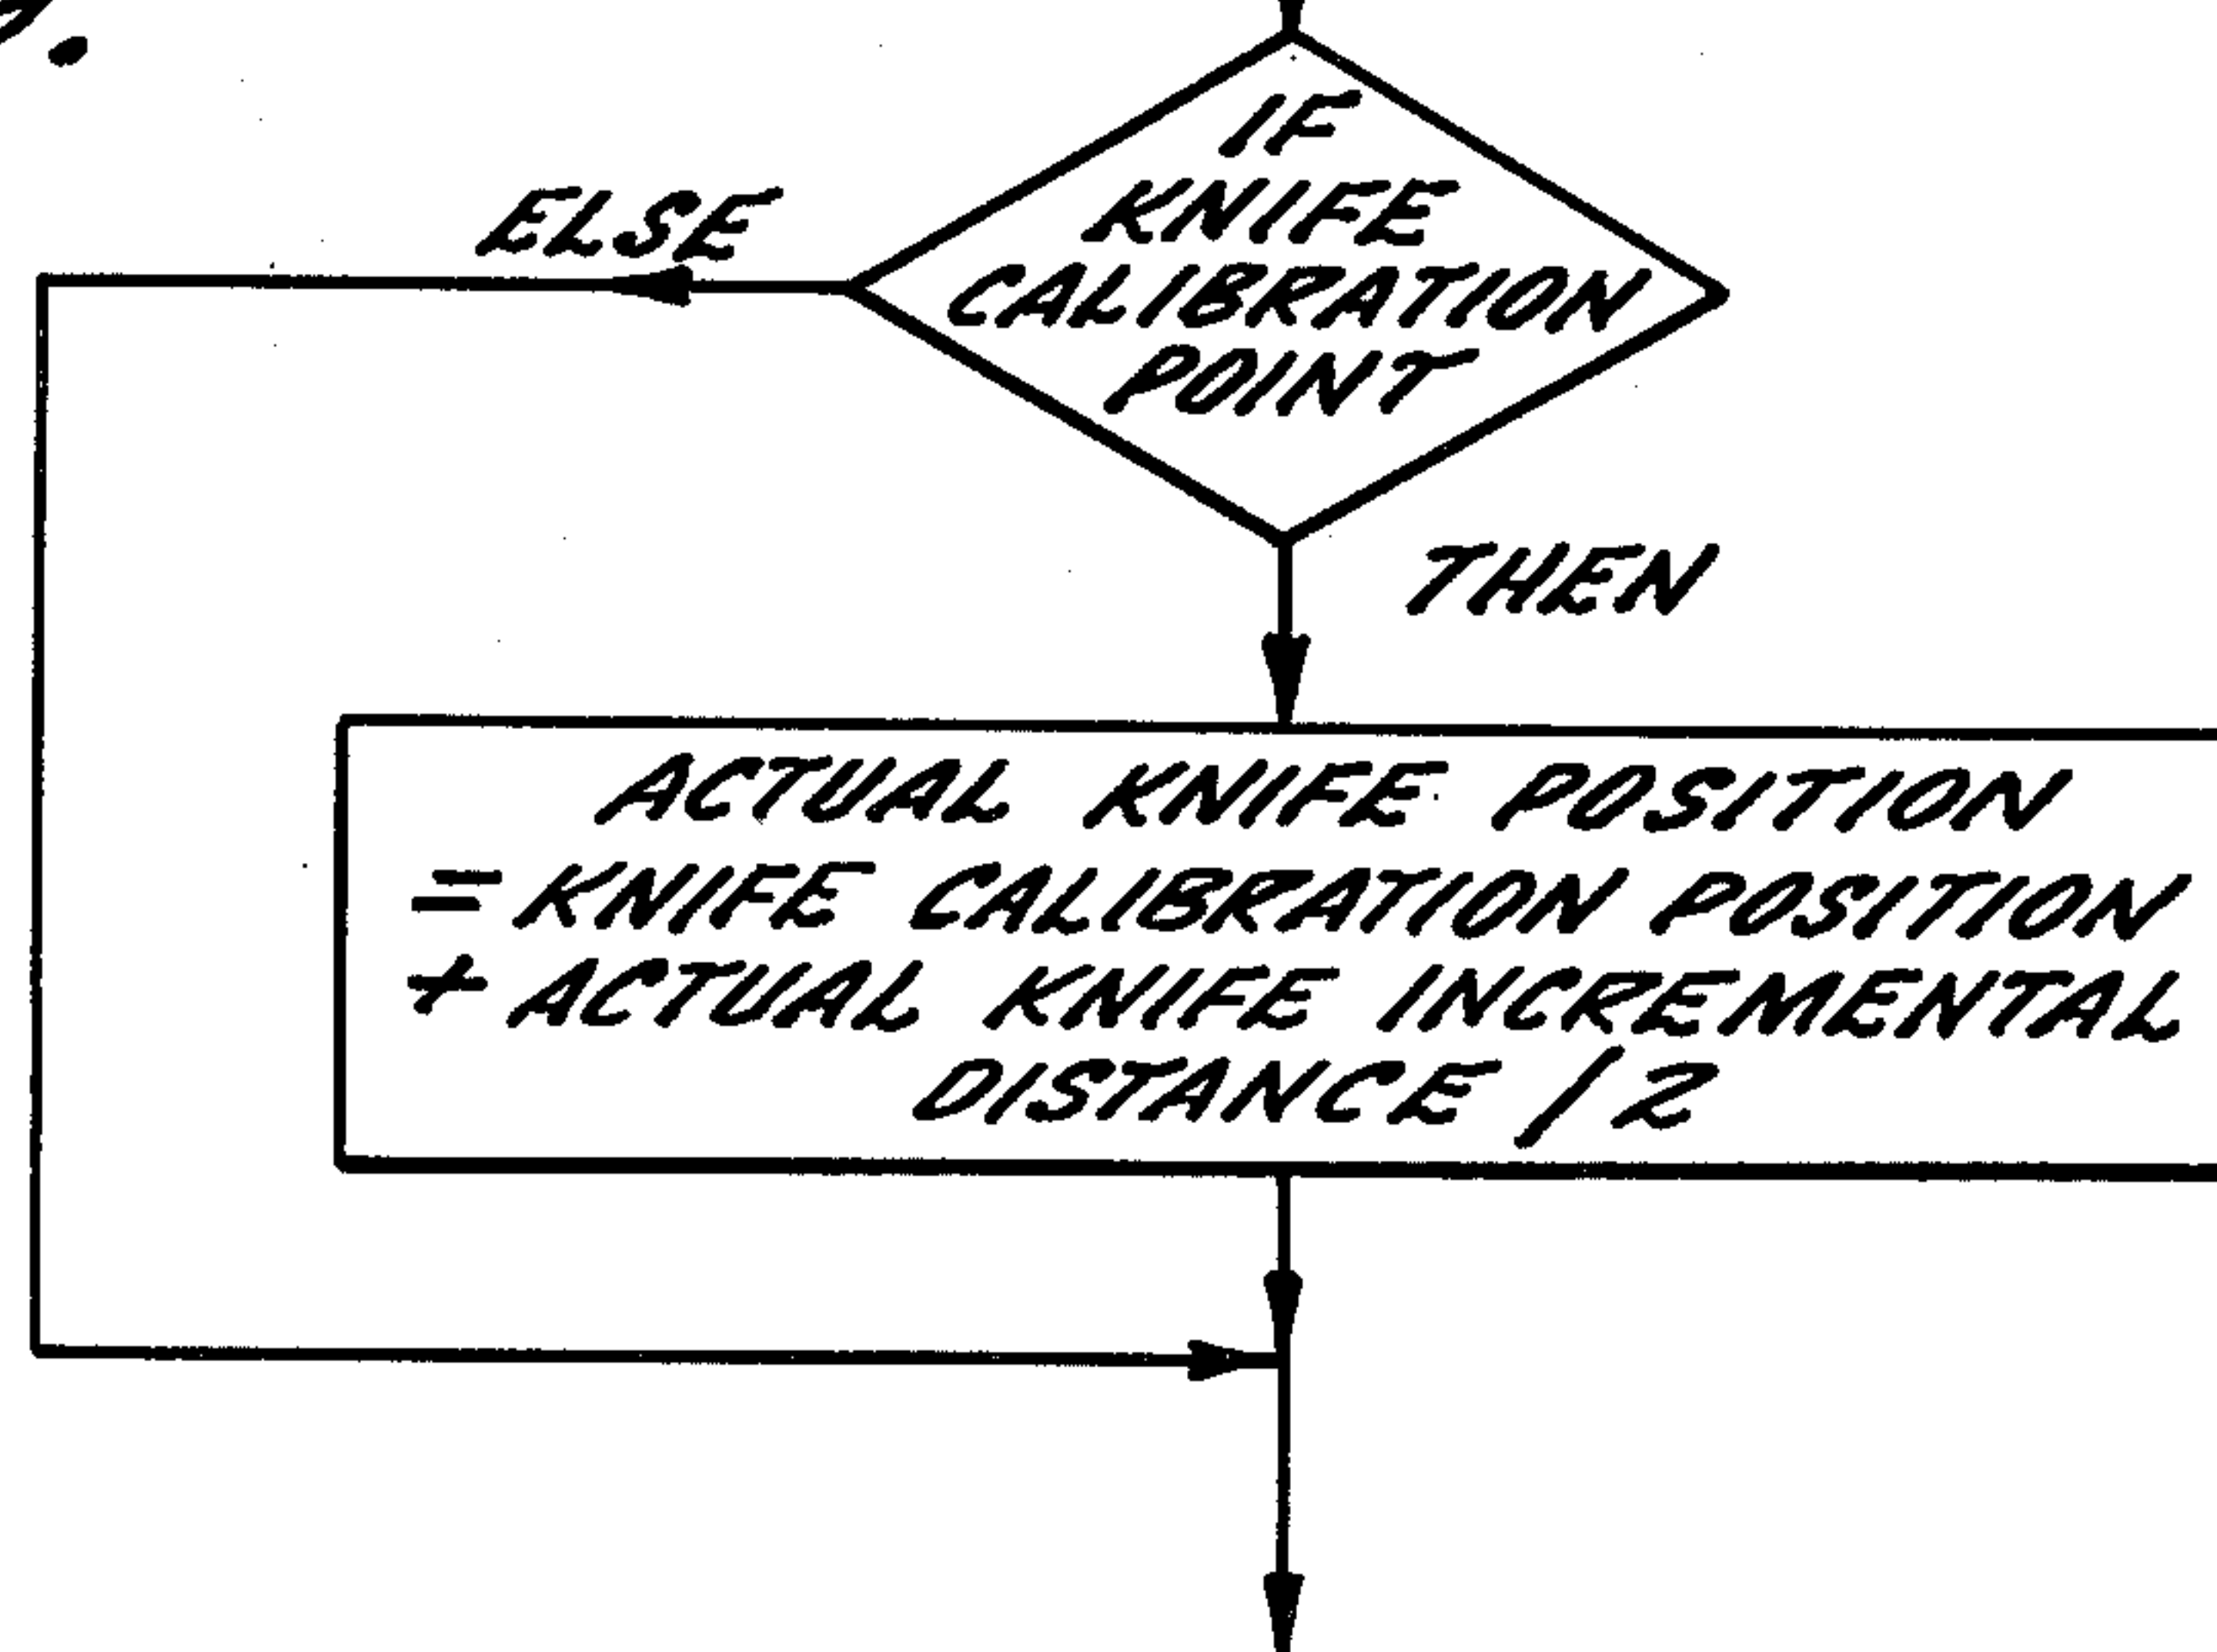 IF
KNIFE
CALIBRATION
POINT
ELSE
THEN
ACTUAL KNIFE POSITION
= KNIFE CALIBRATION POSITION
+ ACTUAL KNIFE INCREMENTAL
DISTANCE / 2